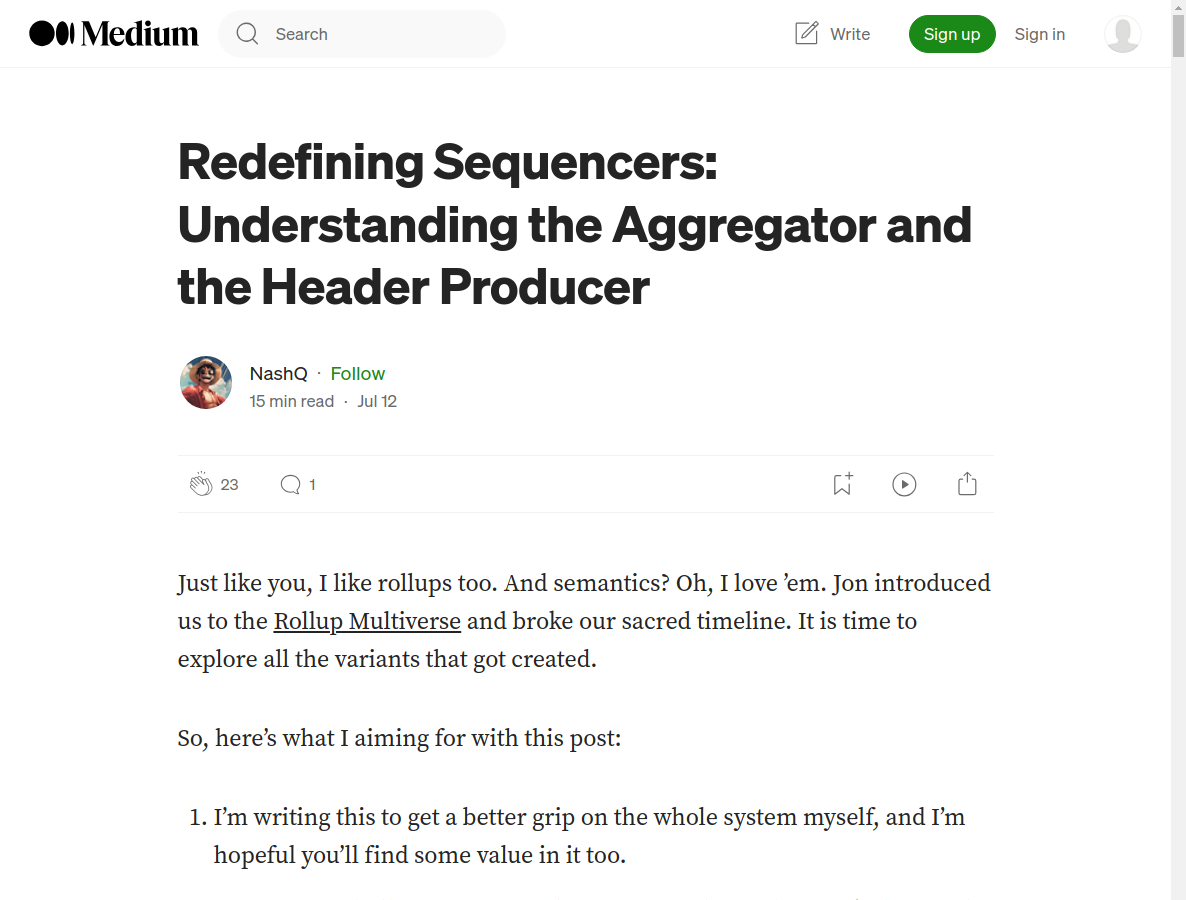 Medium
Search
Write
Sign up
Sign in
Redefining Sequencers:
Understanding the Aggregator and
the Header Producer
NashQ · Follow
15 min read · Jul 12
23
1
Just like you, I like rollups too. And semantics? Oh, I love ’em. Jon introduced
us to the Rollup Multiverse and broke our sacred timeline. It is time to
explore all the variants that got created.
So, here’s what I aiming for with this post:
1. I’m writing this to get a better grip on the whole system myself, and I’m
hopeful you’ll find some value in it too.